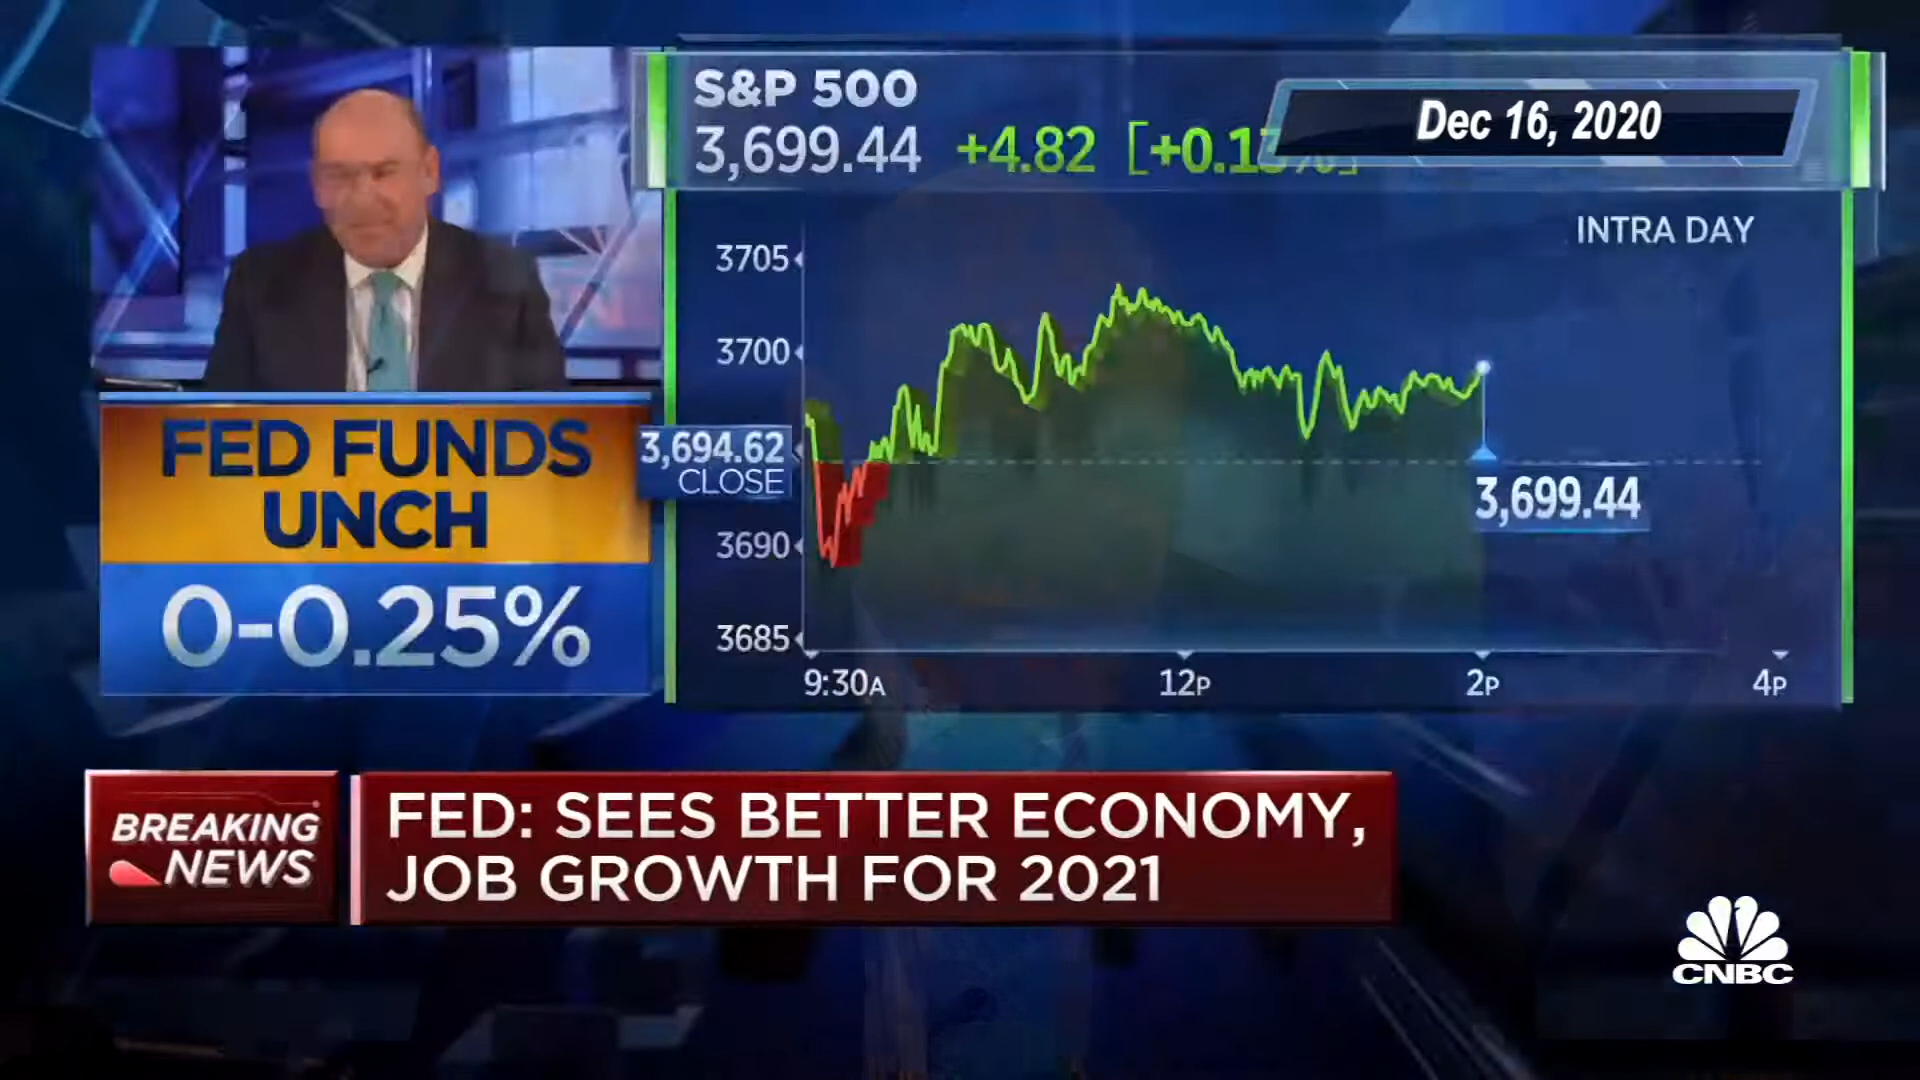 S&P 500
Dec 16, 2020
3,699.44 +4.82
INTRA DAY
3705
3700
3,694.62
CLOSE
3690
3685
3,699.44
9:30A 12P 2P 4P
FED FUNDS
UNCH
0-0.25%
BREAKING
NEWS
FED: SEES BETTER ECONOMY,
JOB GROWTH FOR 2021
CNBC